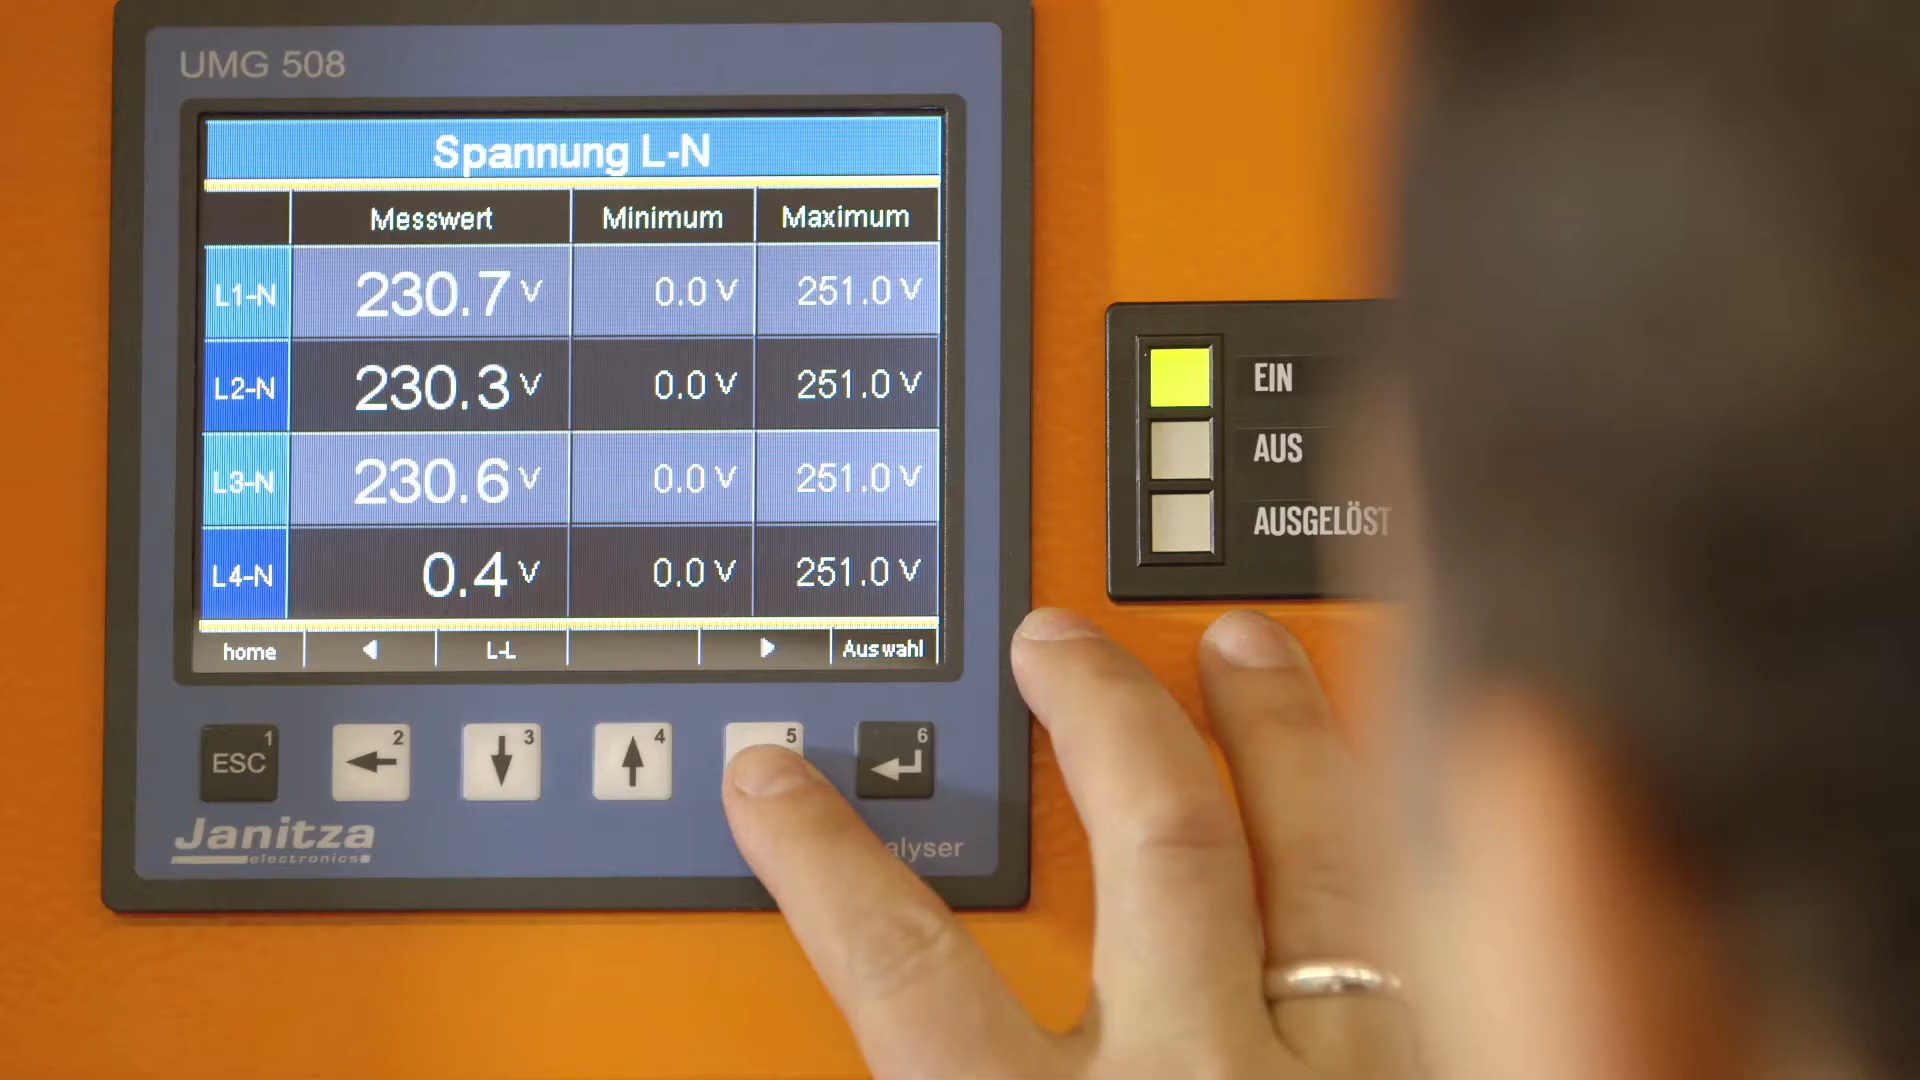 UMG 508
Spannung L-N
Messwert Minimum Maximum
L1-N 230.7 V 0.0 V 251.0 V
L2-N 230.3 V 0.0 V 251.0 V
L3-N 230.6 V 0.0 V 251.0 V
L4-N 0.4 V 0.0 V 251.0 V
home L-L Auswahl
ESC 1 2 3 4 5 6
Janitza
electronics
alyser
EIN
AUS
AUSGELÖST